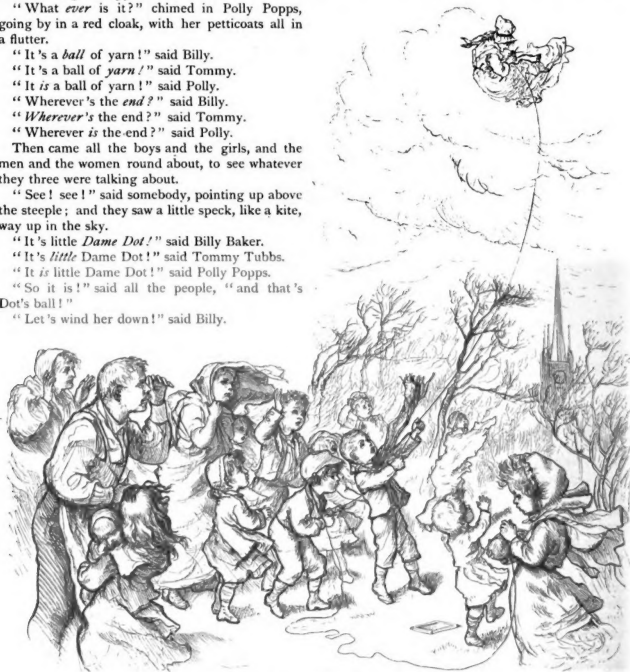 "What ever is it?" chimed in Polly Popps,
going by in a red cloak, with her petticoats all in
a flutter.
"It's a ball of yarn!" said Billy.
"It's a ball of yarn!" said Tommy.
"It is a ball of yarn!" said Polly.
"Wherever's the end?" said Billy.
"Wherever's the end?" said Tommy.
"Wherever is the end?" said Polly.
Then came all the boys and the girls, and the
men and the women round about, to see whatever
they three were talking about.
"See! see!" said somebody, pointing up above
the steeple; and they saw a little speck, like a kite,
way up in the sky.
"It's little Dame Dot!" said Billy Baker.
"It's little Dame Dot!" said Tommy Tubbs.
"It is little Dame Dot!" said Polly Popps.
"So it is!" said all the people, "and that's
Dot's ball!"
"Let's wind her down!" said Billy.